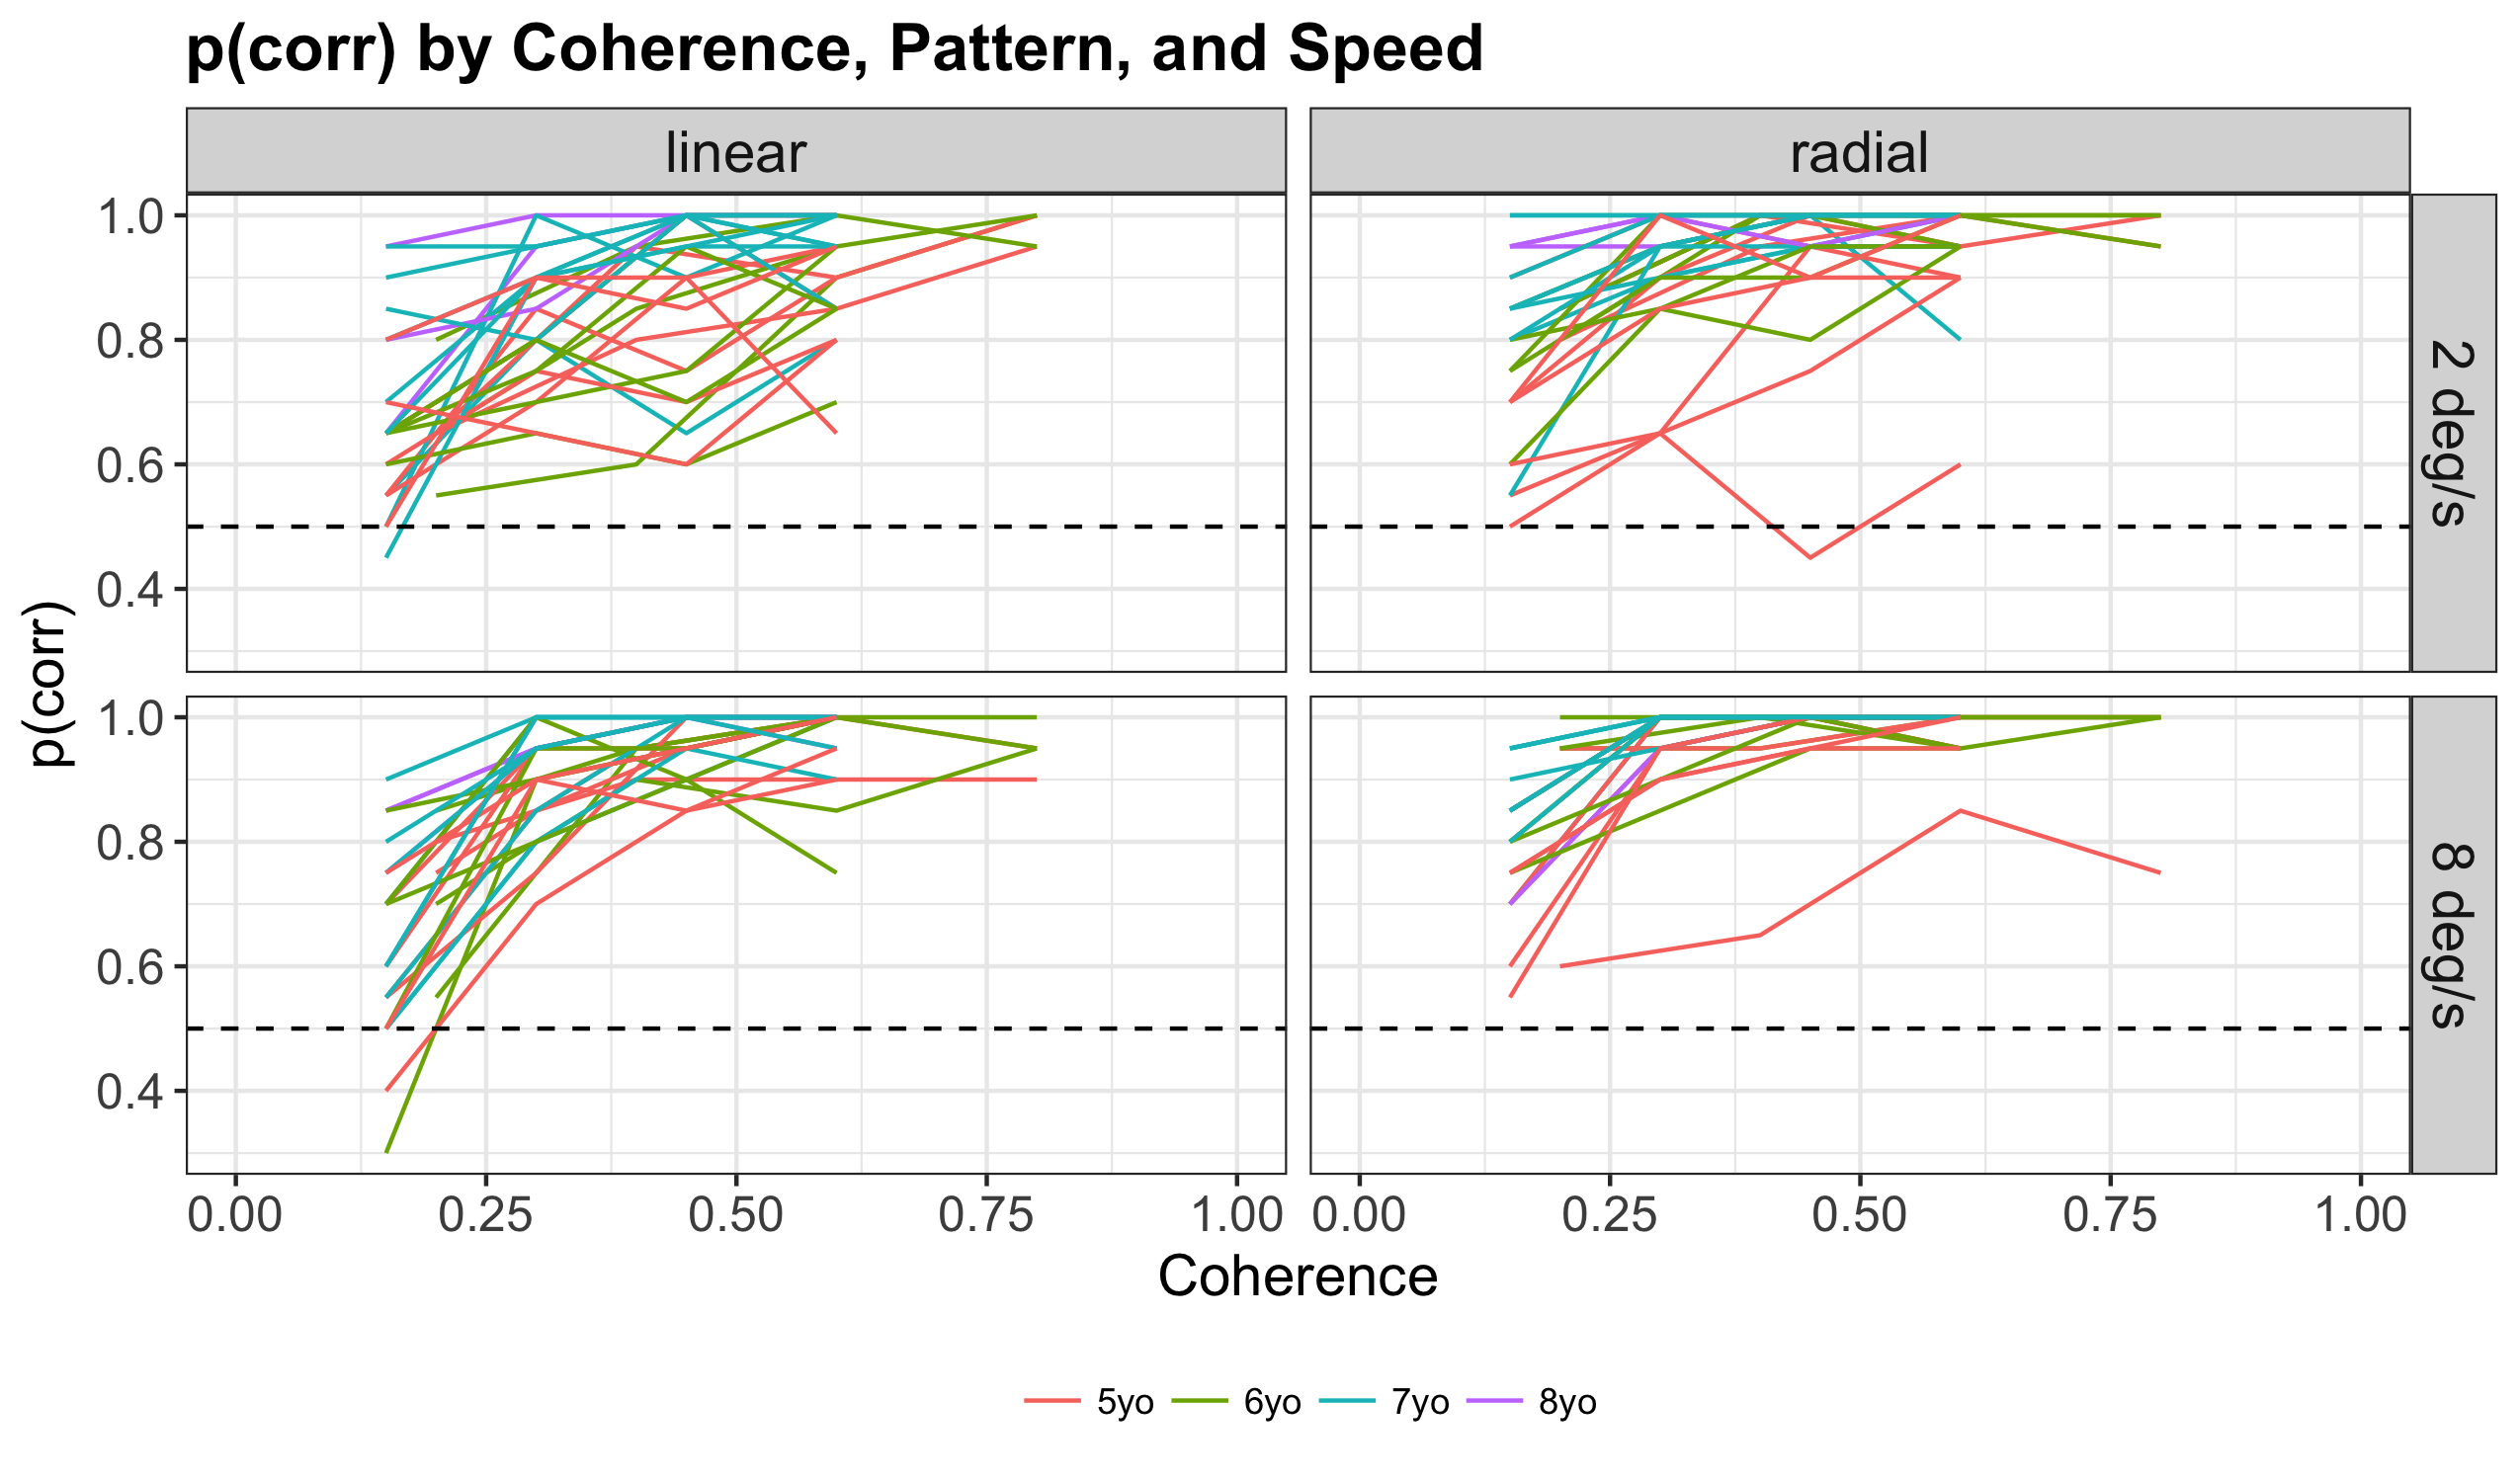 p(corr) by Coherence, Pattern, and Speed
linear
radial
1.0
0.8
0.6
0.4
2 deg/s
p(corr)
1.0
0.8
0.6
0.4
8 deg/s
0.00 0.25 0.50 0.75 1.00 0.00 0.25 0.50 0.75 1.00
Coherence
5yo 6yo 7yo 8yo